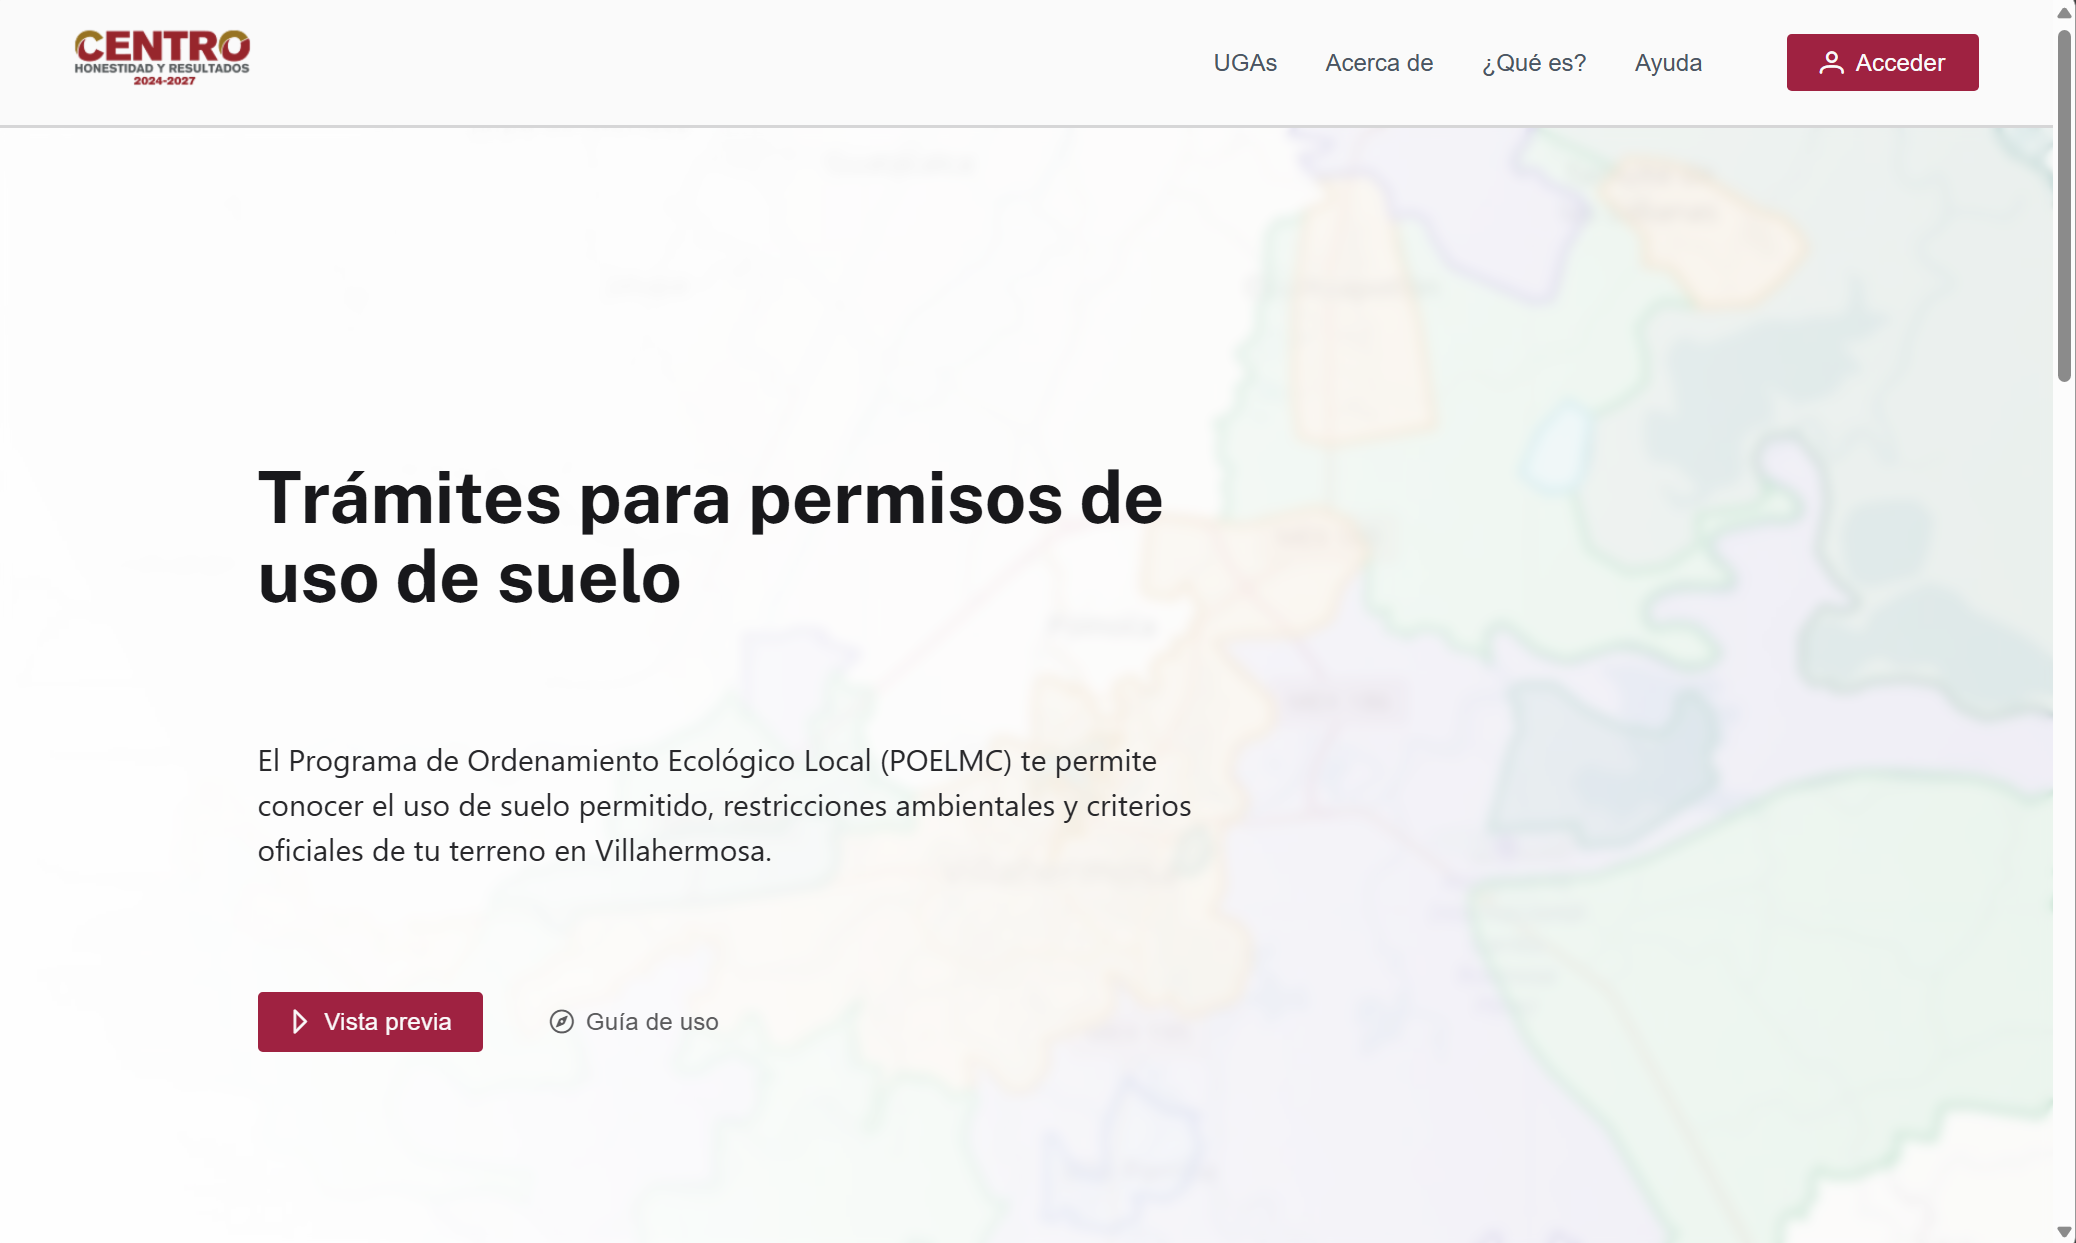 CENTRO
HONESTIDAD Y RESULTADOS
2024-2027
UGAs
Acerca de
¿Qué es?
Ayuda
Acceder
Trámites para permisos de
uso de suelo
El Programa de Ordenamiento Ecológico Local (POELMC) te permite
conocer el uso de suelo permitido, restricciones ambientales y criterios
oficiales de tu terreno en Villahermosa.
Vista previa
Guía de uso